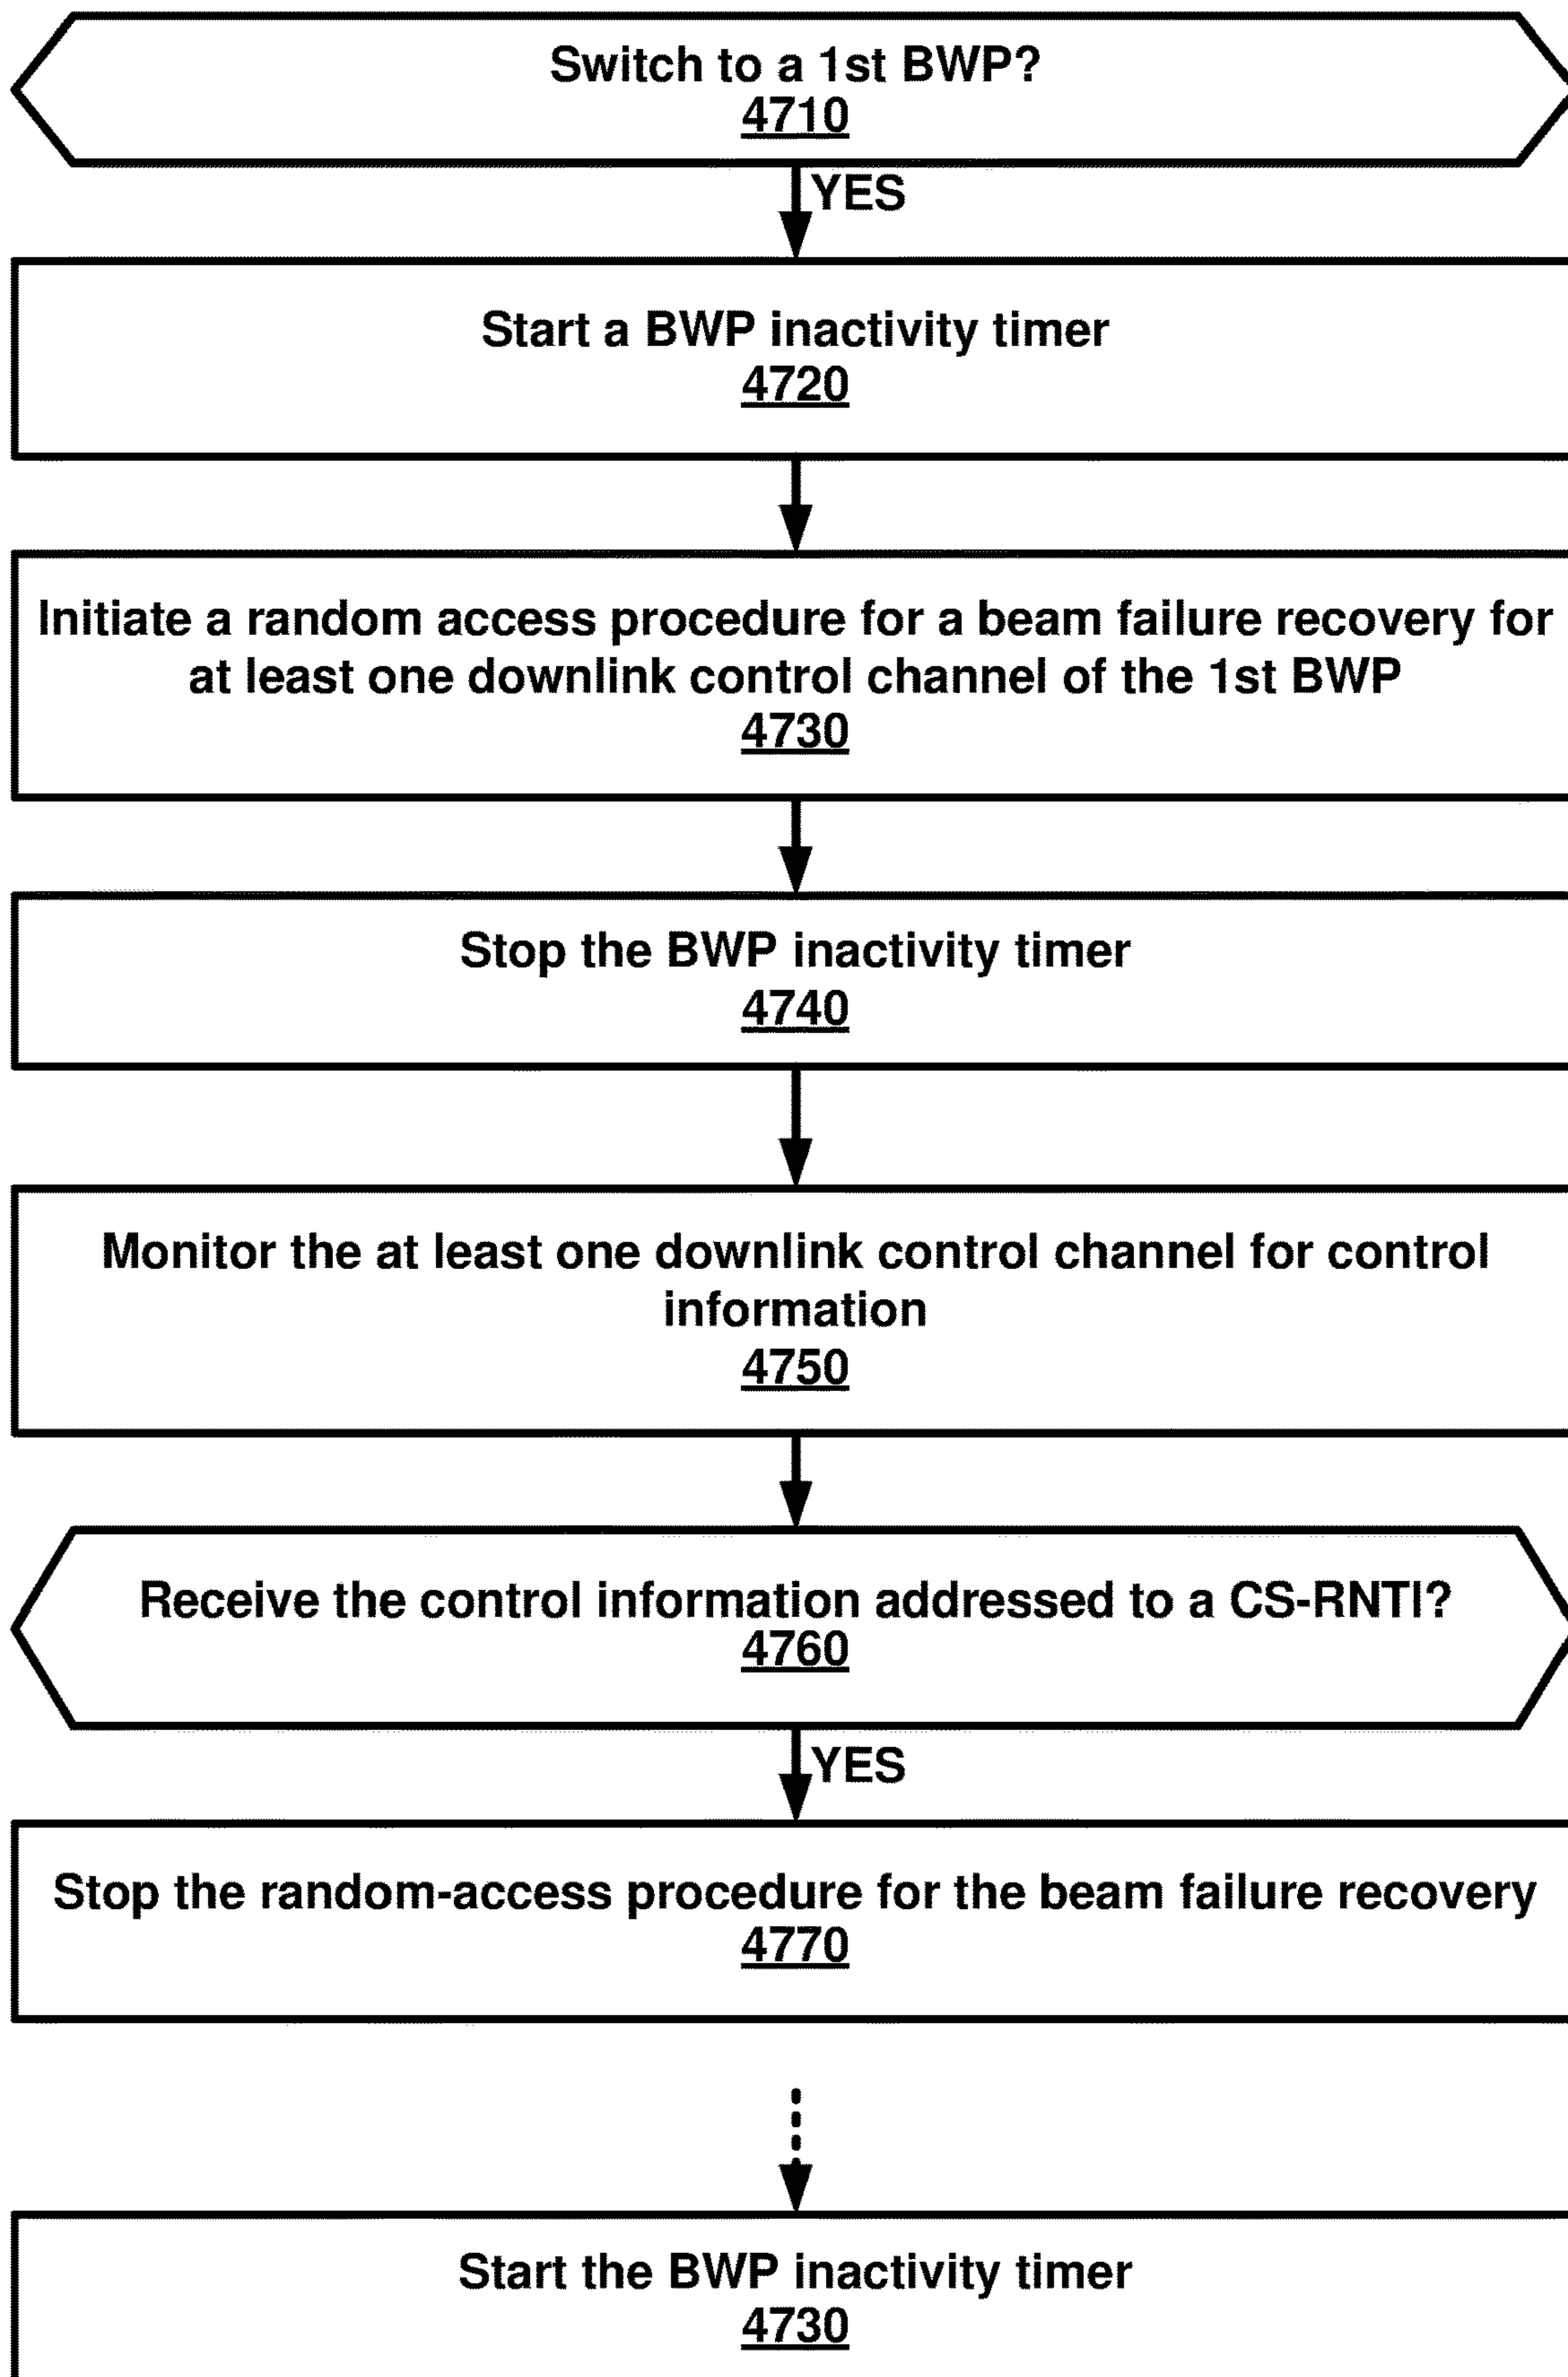 Switch to a 1st BWP?
4710
YES
Start a BWP inactivity timer
4720
Initiate a random access procedure for a beam failure recovery for
at least one downlink control channel of the 1st BWP
4730
Stop the BWP inactivity timer
4740
Monitor the at least one downlink control channel for control
information
4750
Receive the control information addressed to a CS-RNTI?
4760
YES
Stop the random-access procedure for the beam failure recovery
4770
Start the BWP inactivity timer
4730